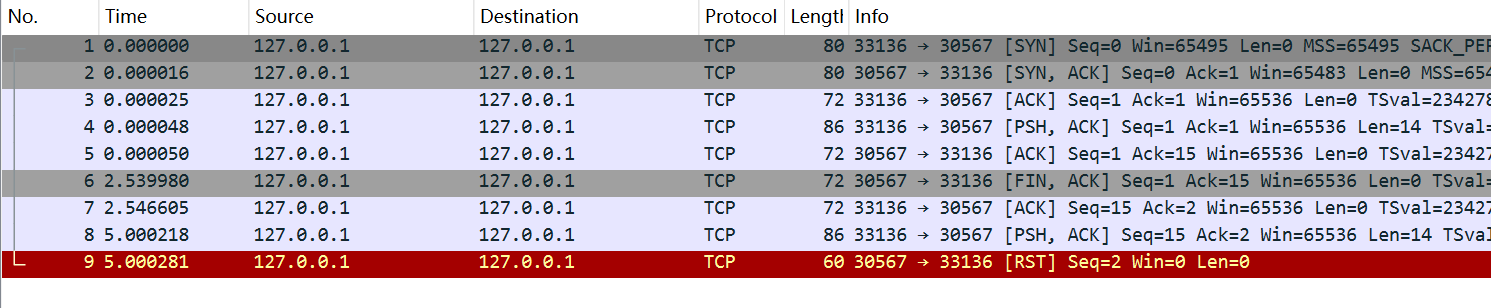 No. Time Source Destination Protocol Length Info
1 0.000000 127.0.0.1 127.0.0.1 TCP 80 33136 → 30567 [SYN] Seq=0 Win=65495 Len=0 MSS=65495 SACK_PER
2 0.000016 127.0.0.1 127.0.0.1 TCP 80 30567 → 33136 [SYN, ACK] Seq=0 Ack=1 Win=65483 Len=0 MSS=654
3 0.000025 127.0.0.1 127.0.0.1 TCP 72 33136 → 30567 [ACK] Seq=1 Ack=1 Win=65536 Len=0 TSval=234278
4 0.000048 127.0.0.1 127.0.0.1 TCP 86 33136 → 30567 [PSH, ACK] Seq=1 Ack=1 Win=65536 Len=14 TSval=
5 0.000050 127.0.0.1 127.0.0.1 TCP 72 30567 → 33136 [ACK] Seq=1 Ack=15 Win=65536 Len=0 TSval=23427
6 2.539980 127.0.0.1 127.0.0.1 TCP 72 30567 → 33136 [FIN, ACK] Seq=1 Ack=15 Win=65536 Len=0 TSval=
7 2.546605 127.0.0.1 127.0.0.1 TCP 72 33136 → 30567 [ACK] Seq=15 Ack=2 Win=65536 Len=0 TSval=23427
8 5.000218 127.0.0.1 127.0.0.1 TCP 86 33136 → 30567 [PSH, ACK] Seq=15 Ack=2 Win=65536 Len=14 TSval=
9 5.000281 127.0.0.1 127.0.0.1 TCP 60 30567 → 33136 [RST] Seq=2 Win=0 Len=0